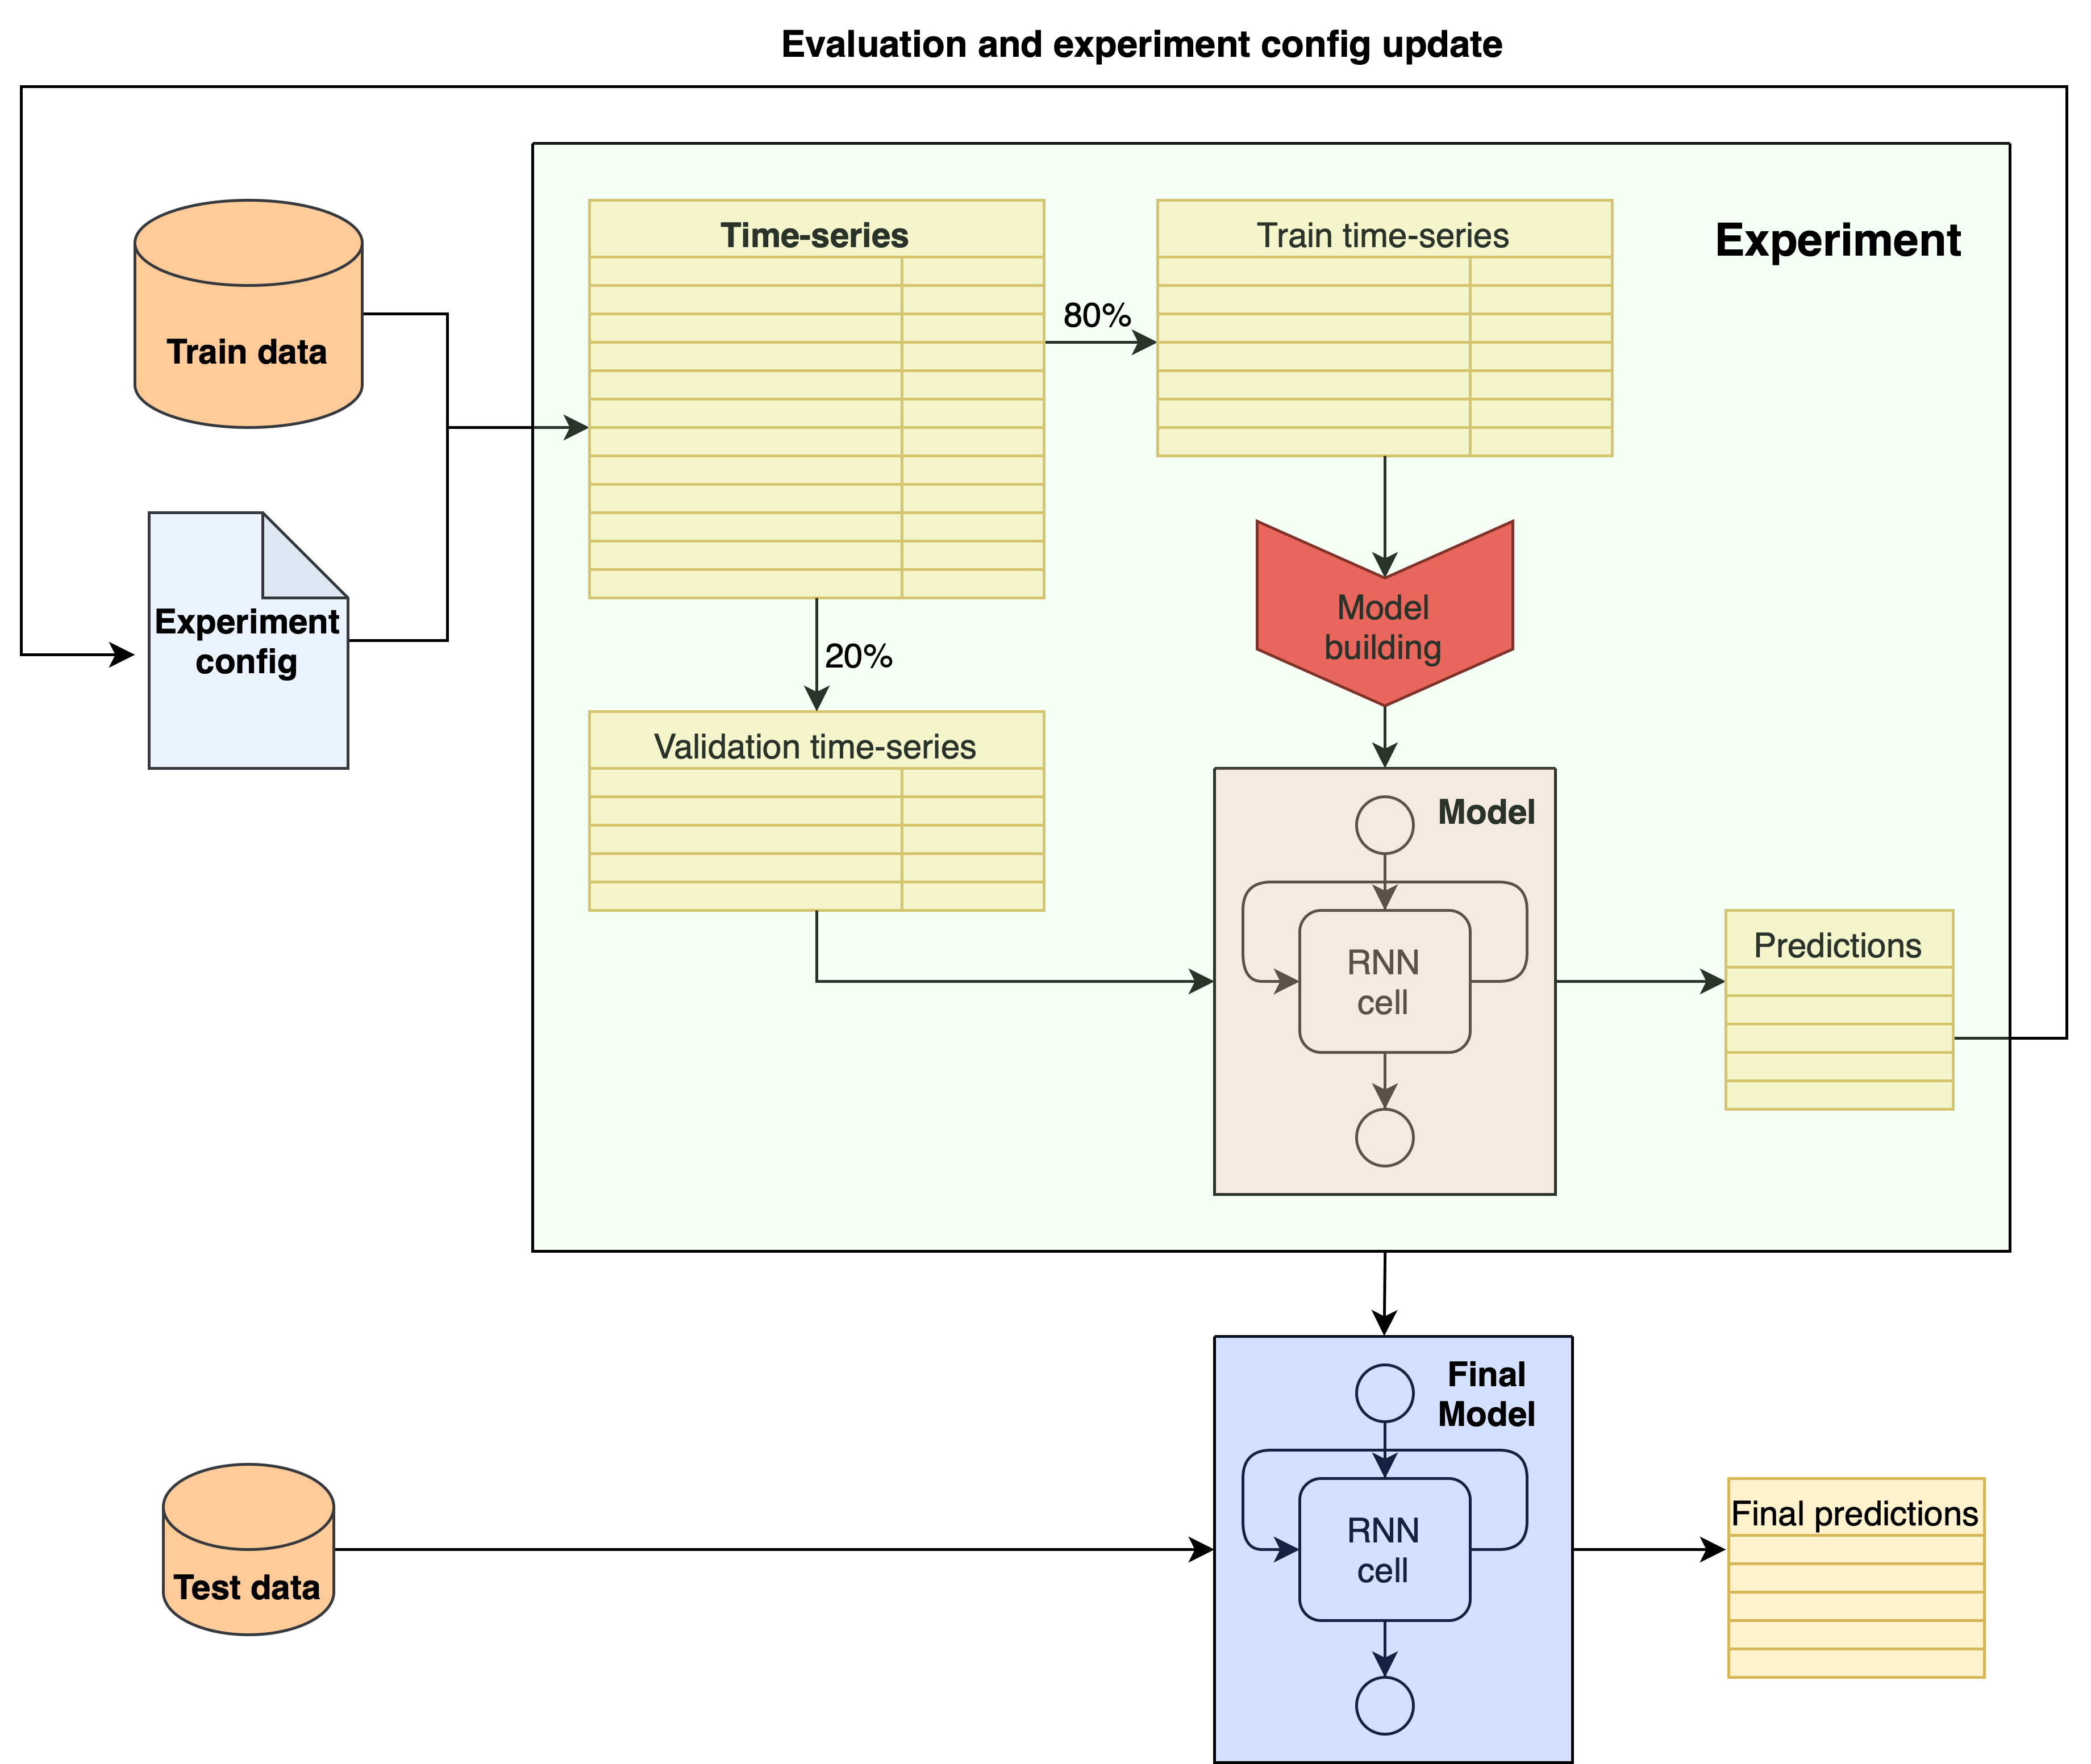 Evaluation and experiment config update
Experiment
Train data
Time-series
Train time-series
80%
Experiment
config
Model
building
20%
Validation time-series
Model
RNN
cell
Predictions
Final
Model
RNN
cell
Test data
Final predictions